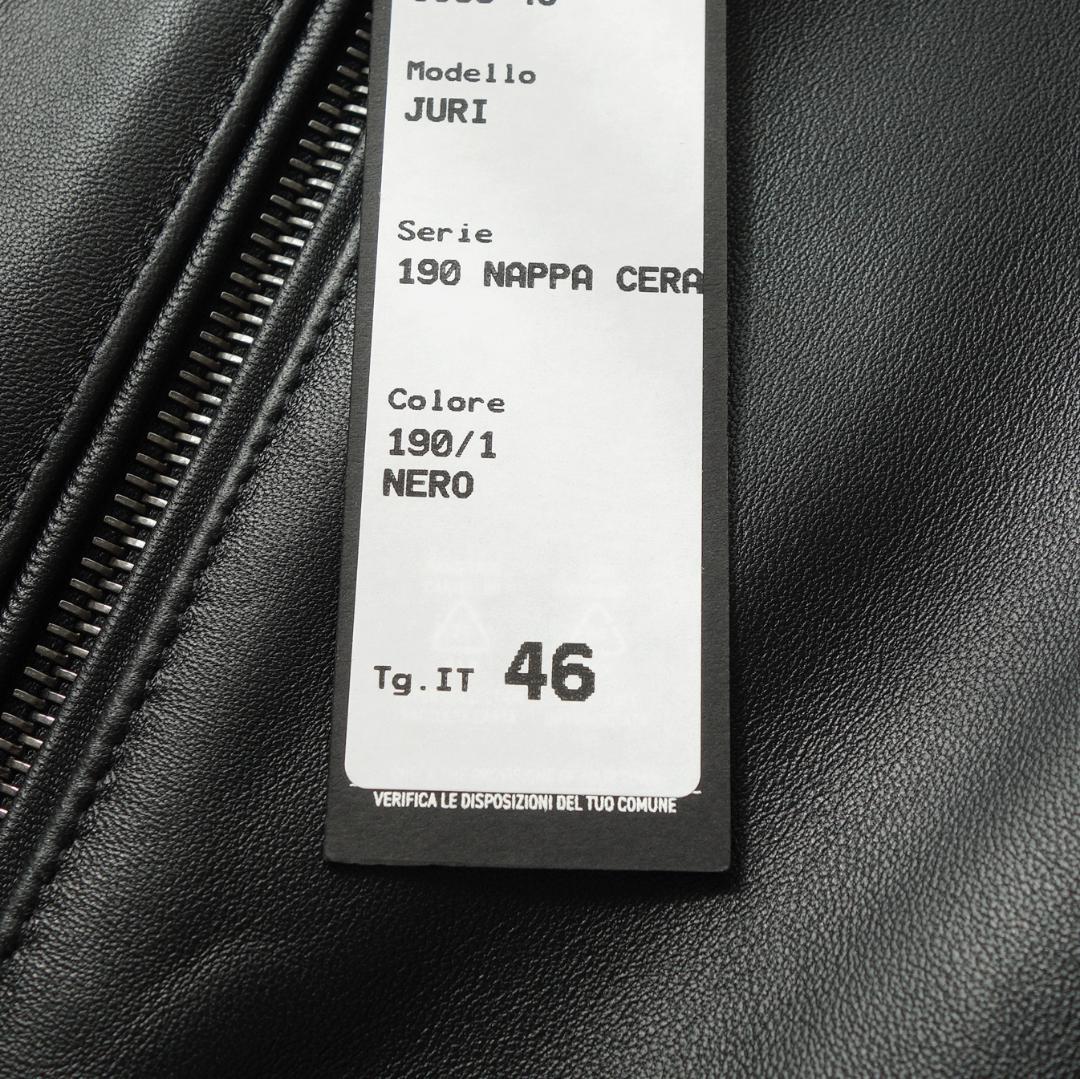 Modello
JURI
Serie
190 NAPPA CERA
Colore
190/1
NERO
Tg.IT 46
VERIFICA LE DISPOSIZIONI DEL TUO COMUNE